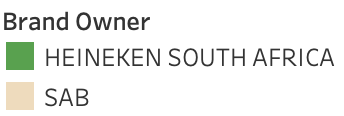 Brand Owner
HEINEKEN SOUTH AFRICA
SAB